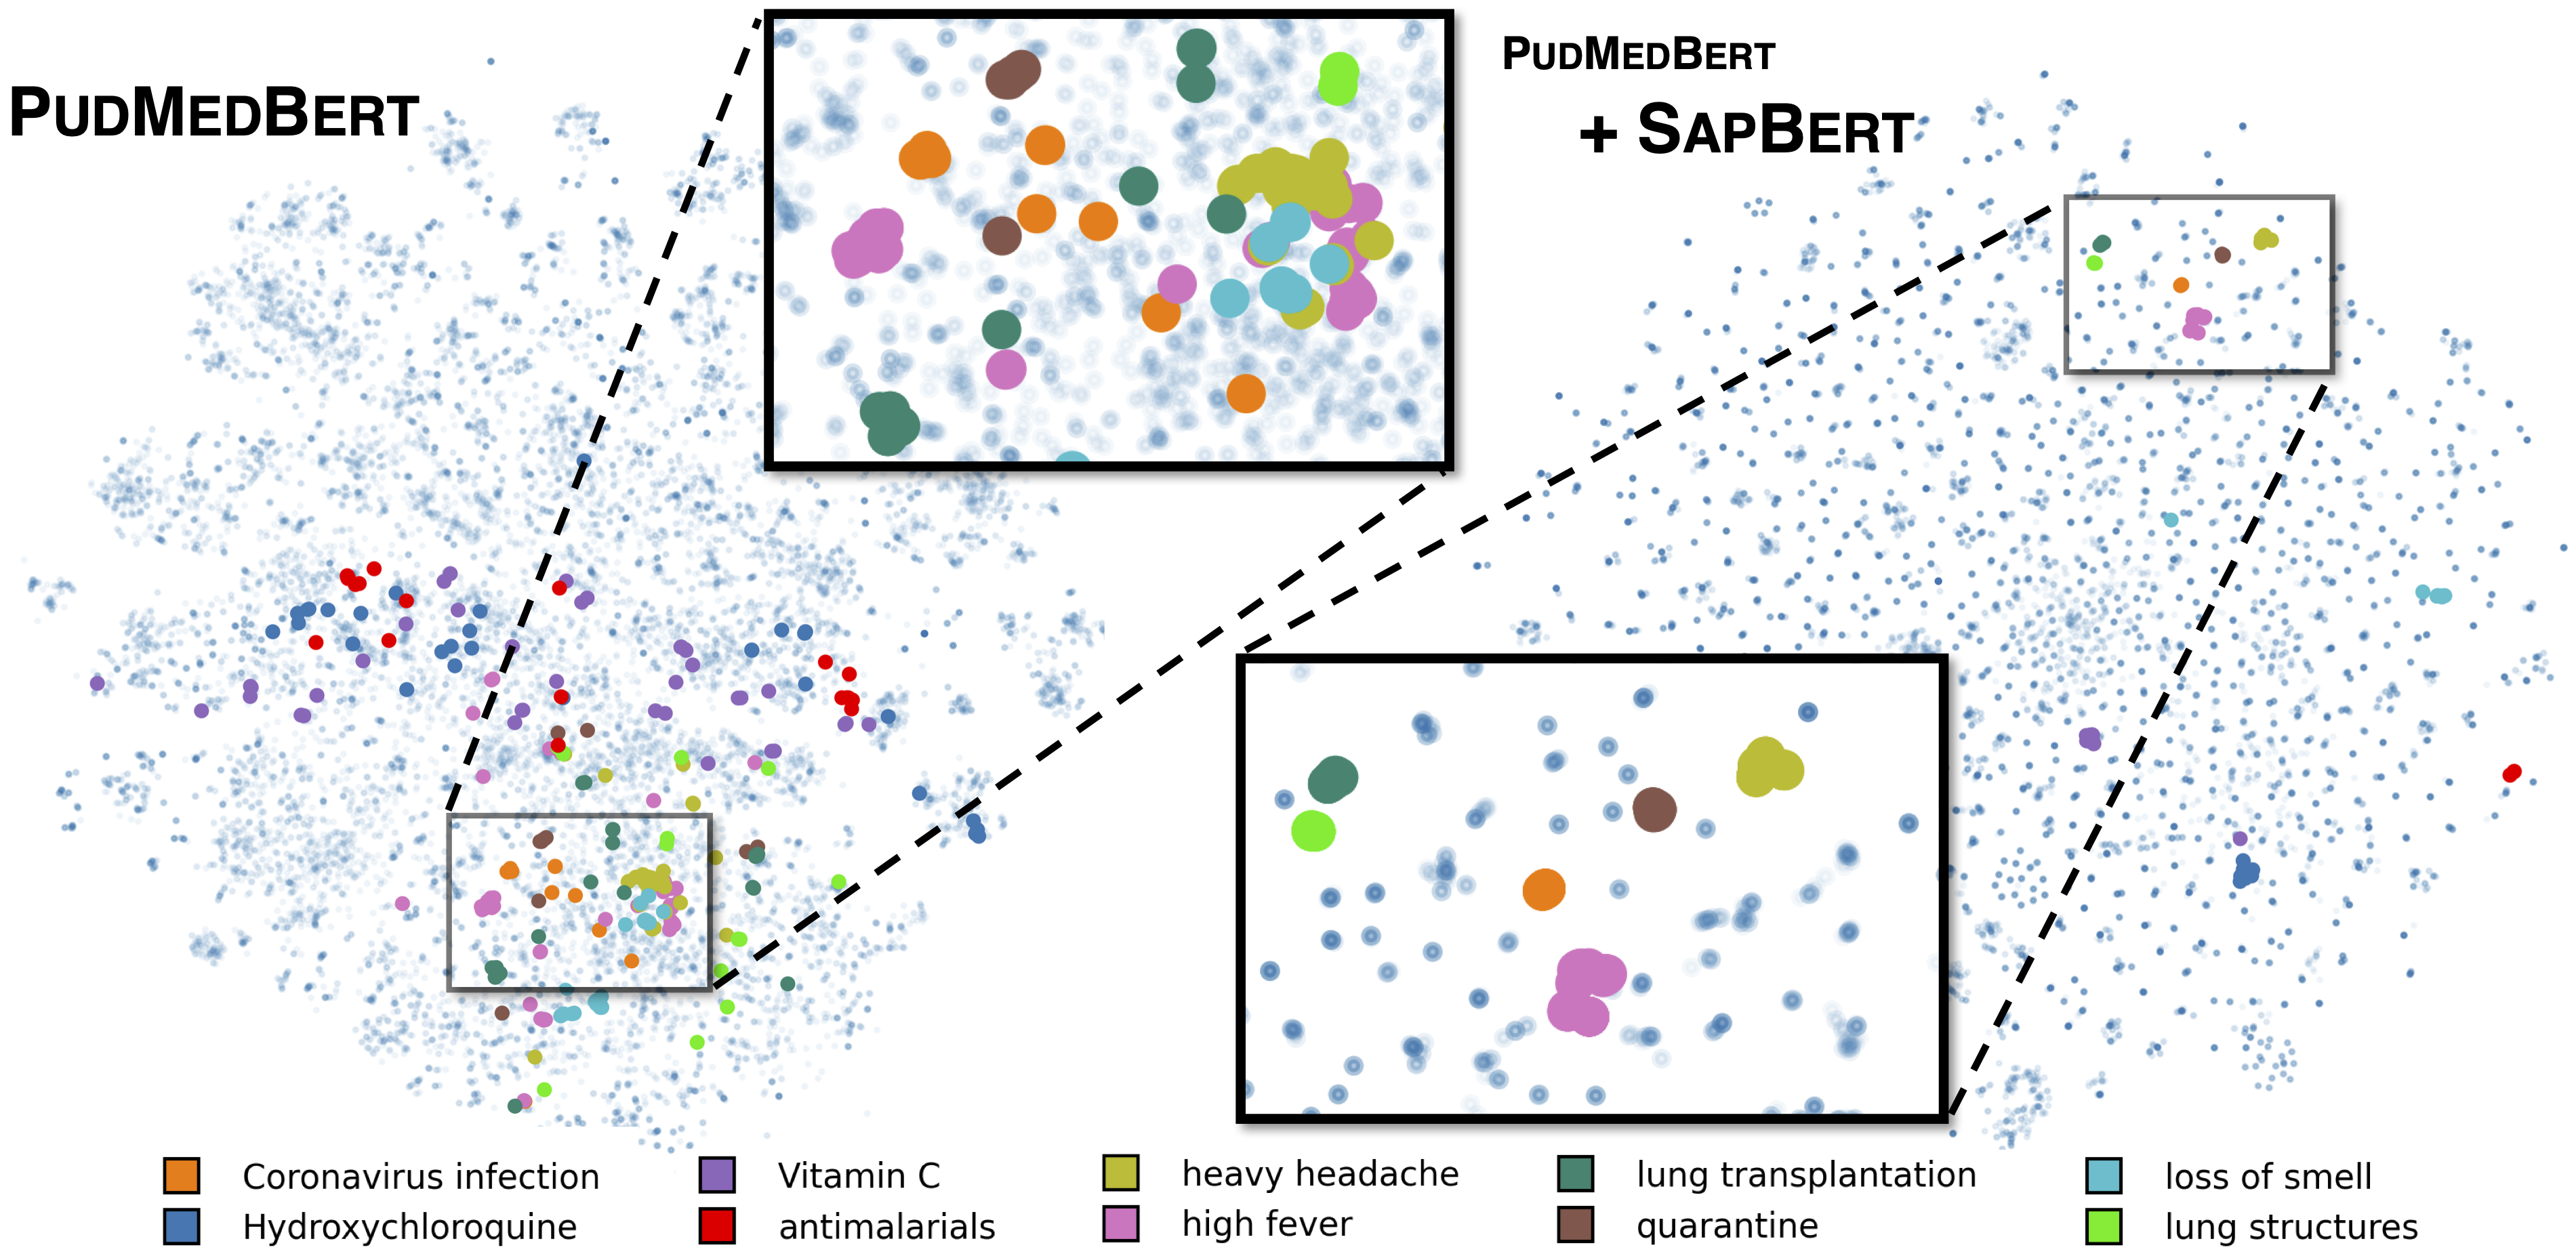 PUDMEDBERT
PUDMEDBERT
+ SAPBERT
Coronavirus infection
Vitamin C
heavy headache
lung transplantation
loss of smell
Hydroxychloroquine
antimalarials
high fever
quarantine
lung structures